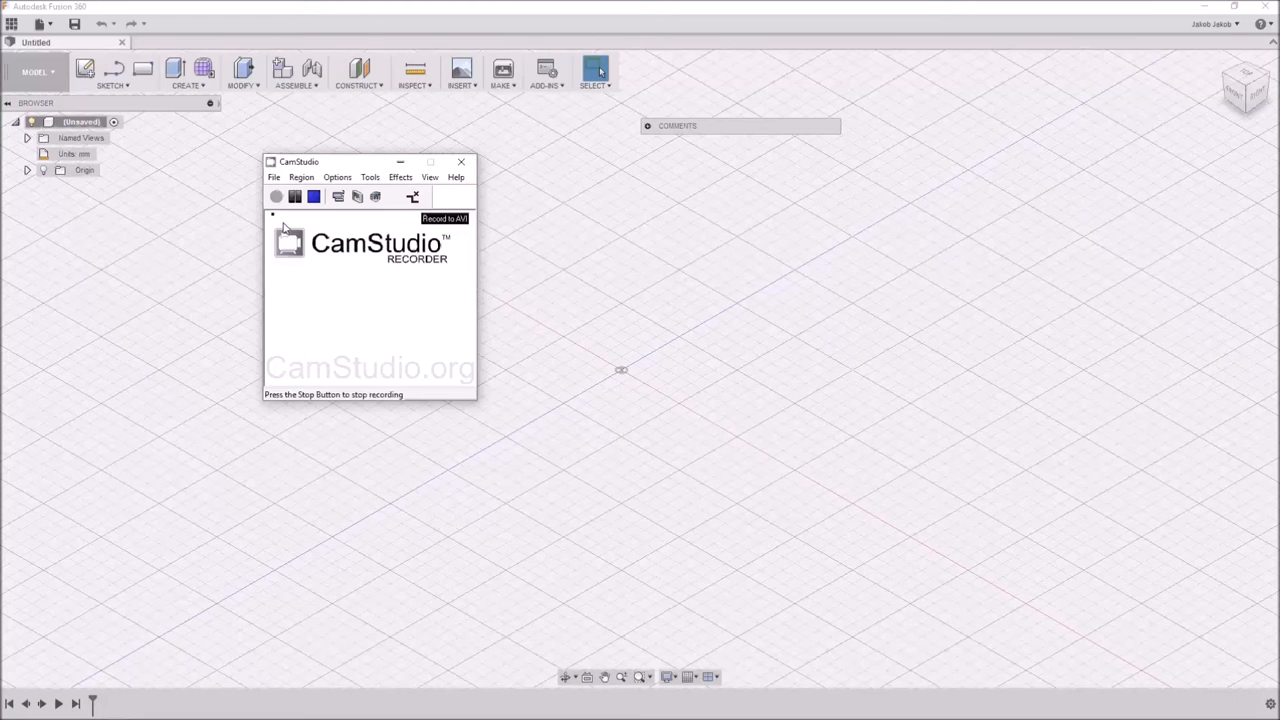 Autodesk Fusion 360
Jakob Jakob
Untitled
MODEL
SKETCH
CREATE
MODIFY
ASSEMBLE
CONSTRUCT
INSPECT
INSERT
MAKE
ADD-INS
SELECT
BROWSER
(Unsaved)
Named Views
Units: mm
Origin
COMMENTS
FRONT
CamStudio
File Region Options Tools Effects View Help
Record to AVI
CamStudio™
RECORDER
CamStudio.org
Press the Stop Button to stop recording